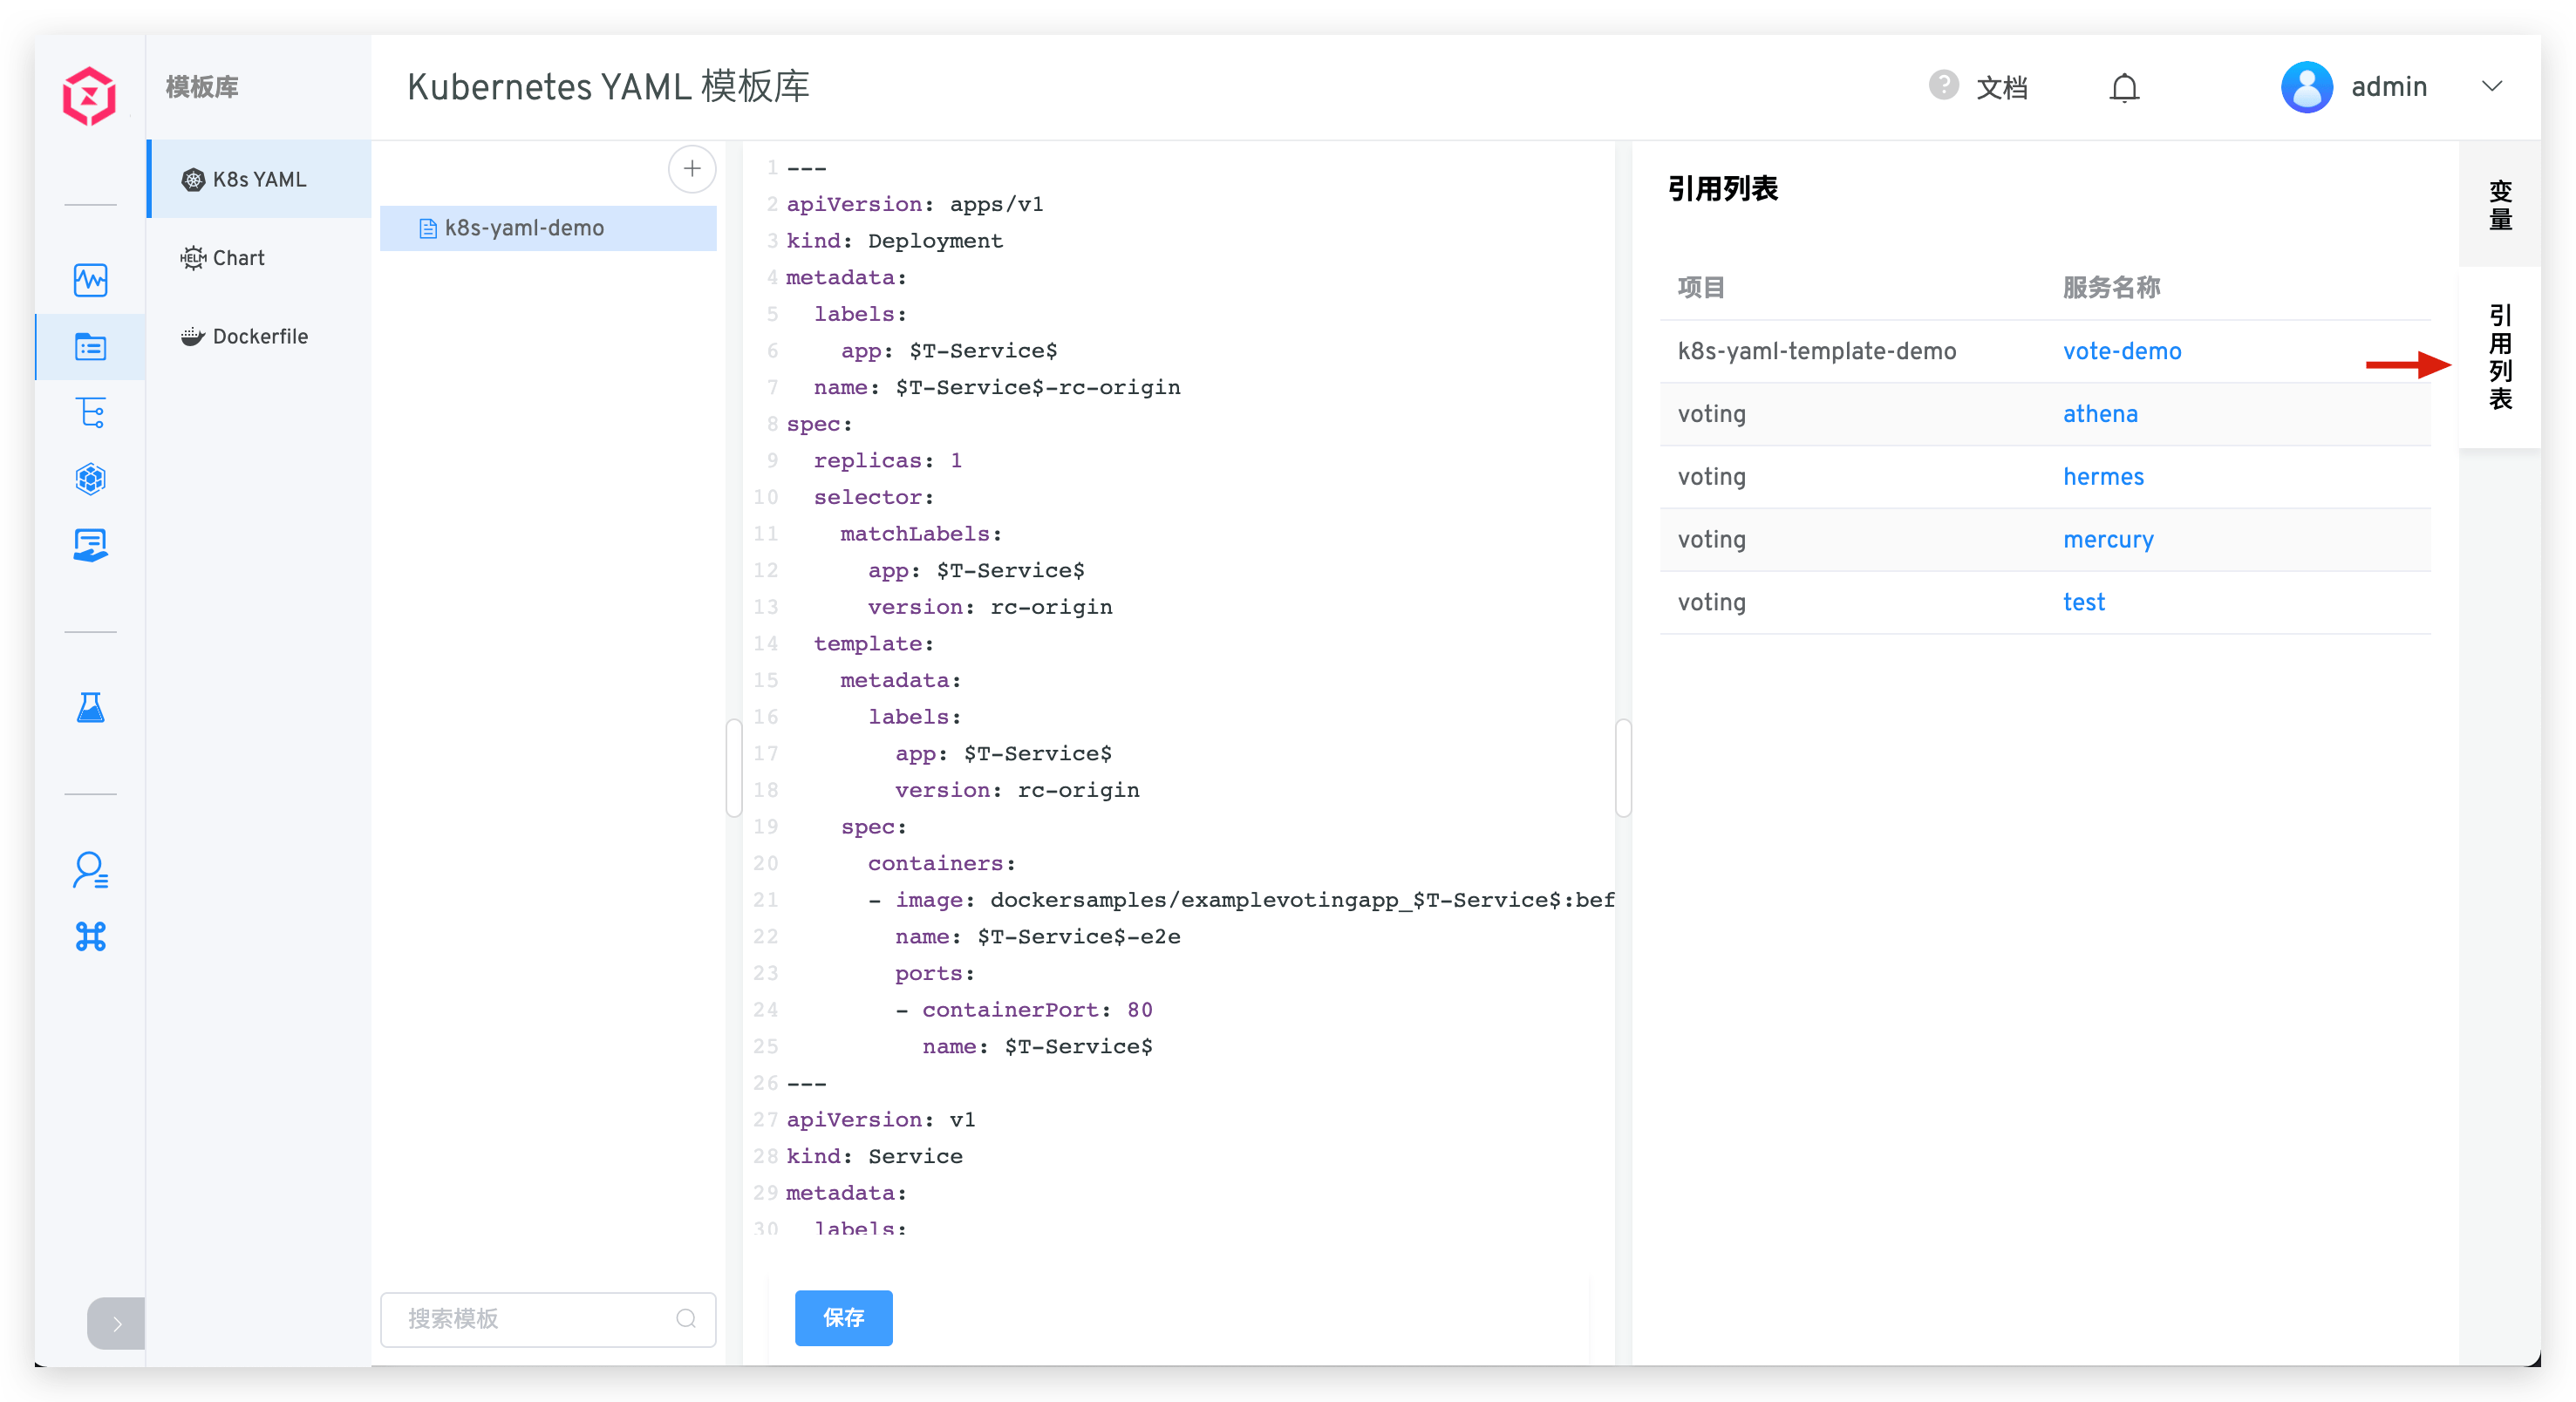 模板库
Kubernetes YAML 模板库
? 文档
admin
K8s YAML
HELM Chart
Dockerfile
k8s-yaml-demo
搜索模板
1 ---
2 apiVersion: apps/v1
3 kind: Deployment
4 metadata:
5 labels:
6 app: $T-Service$
7 name: $T-Service$-rc-origin
8 spec:
9 replicas: 1
10 selector:
11 matchLabels:
12 app: $T-Service$
13 version: rc-origin
14 template:
15 metadata:
16 labels:
17 app: $T-Service$
18 version: rc-origin
19 spec:
20 containers:
21 - image: dockersamples/examplevotingapp_$T-Service$:bef
22 name: $T-Service$-e2e
23 ports:
24 - containerPort: 80
25 name: $T-Service$
26 ---
27 apiVersion: v1
28 kind: Service
29 metadata:
30 labels:
保存
引用列表
项目 服务名称
k8s-yaml-template-demo vote-demo
voting athena
voting hermes
voting mercury
voting test
变量
引用列表